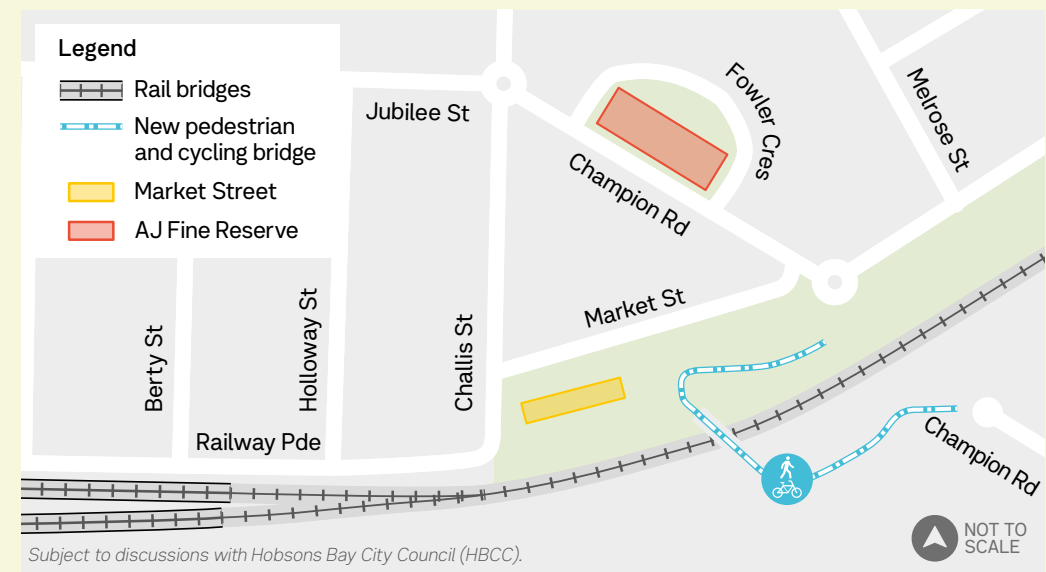 Legend
Rail bridges
New pedestrian
and cycling bridge
Market Street
AJ Fine Reserve
Jubilee St
Fowler Cres
Melrose St
Champion Rd
Market St
Berty St
Holloway St
Challis St
Railway Pde
Champion Rd
NOT TO
SCALE
Subject to discussions with Hobsons Bay City Council (HBCC).